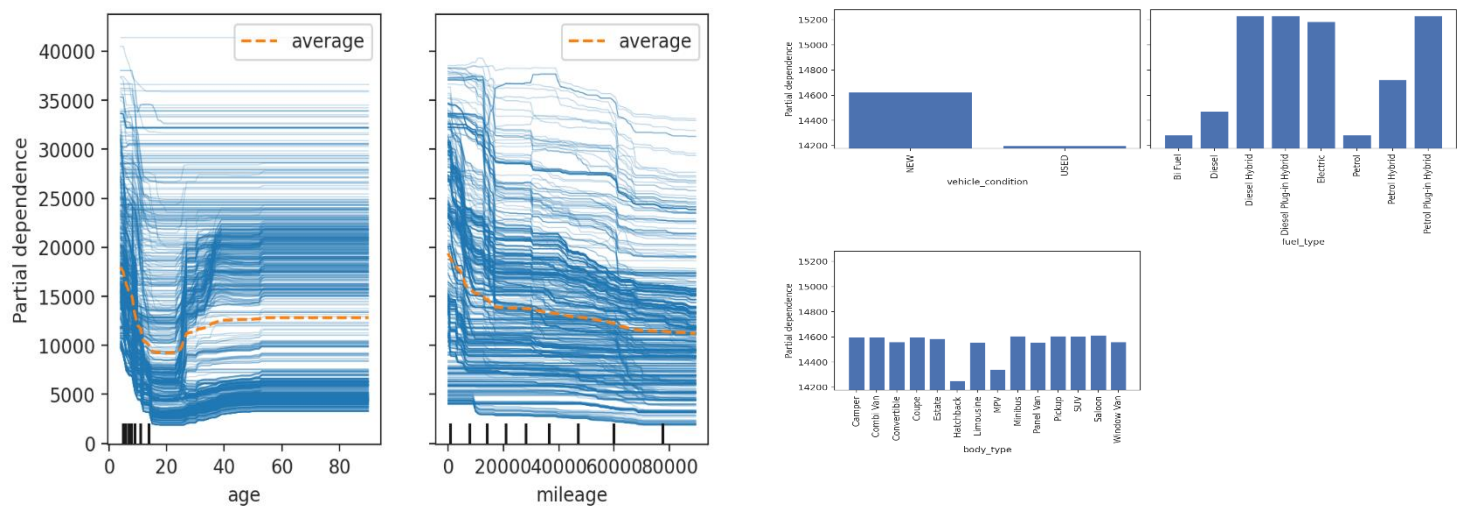 Partial dependence
40000
35000
30000
25000
20000
15000
10000
5000
0
average
0 20 40 60 80
age
average
0 20000 40000 60000 80000
mileage
Partial dependence
15200
15000
14800
14600
14400
14200
NEW
USED
vehicle_condition
Bi Fuel
Diesel
Diesel Hybrid
Diesel Plug-in Hybrid
Electric
Petrol
Petrol Hybrid
Petrol Plug-in Hybrid
fuel_type
Partial dependence
15200
15000
14800
14600
14400
14200
Camper
Combi Van
Convertible
Coupe
Estate
Hatchback
Limousine
MPV
Minibus
Panel Van
Pickup
SUV
Saloon
Window Van
body_type